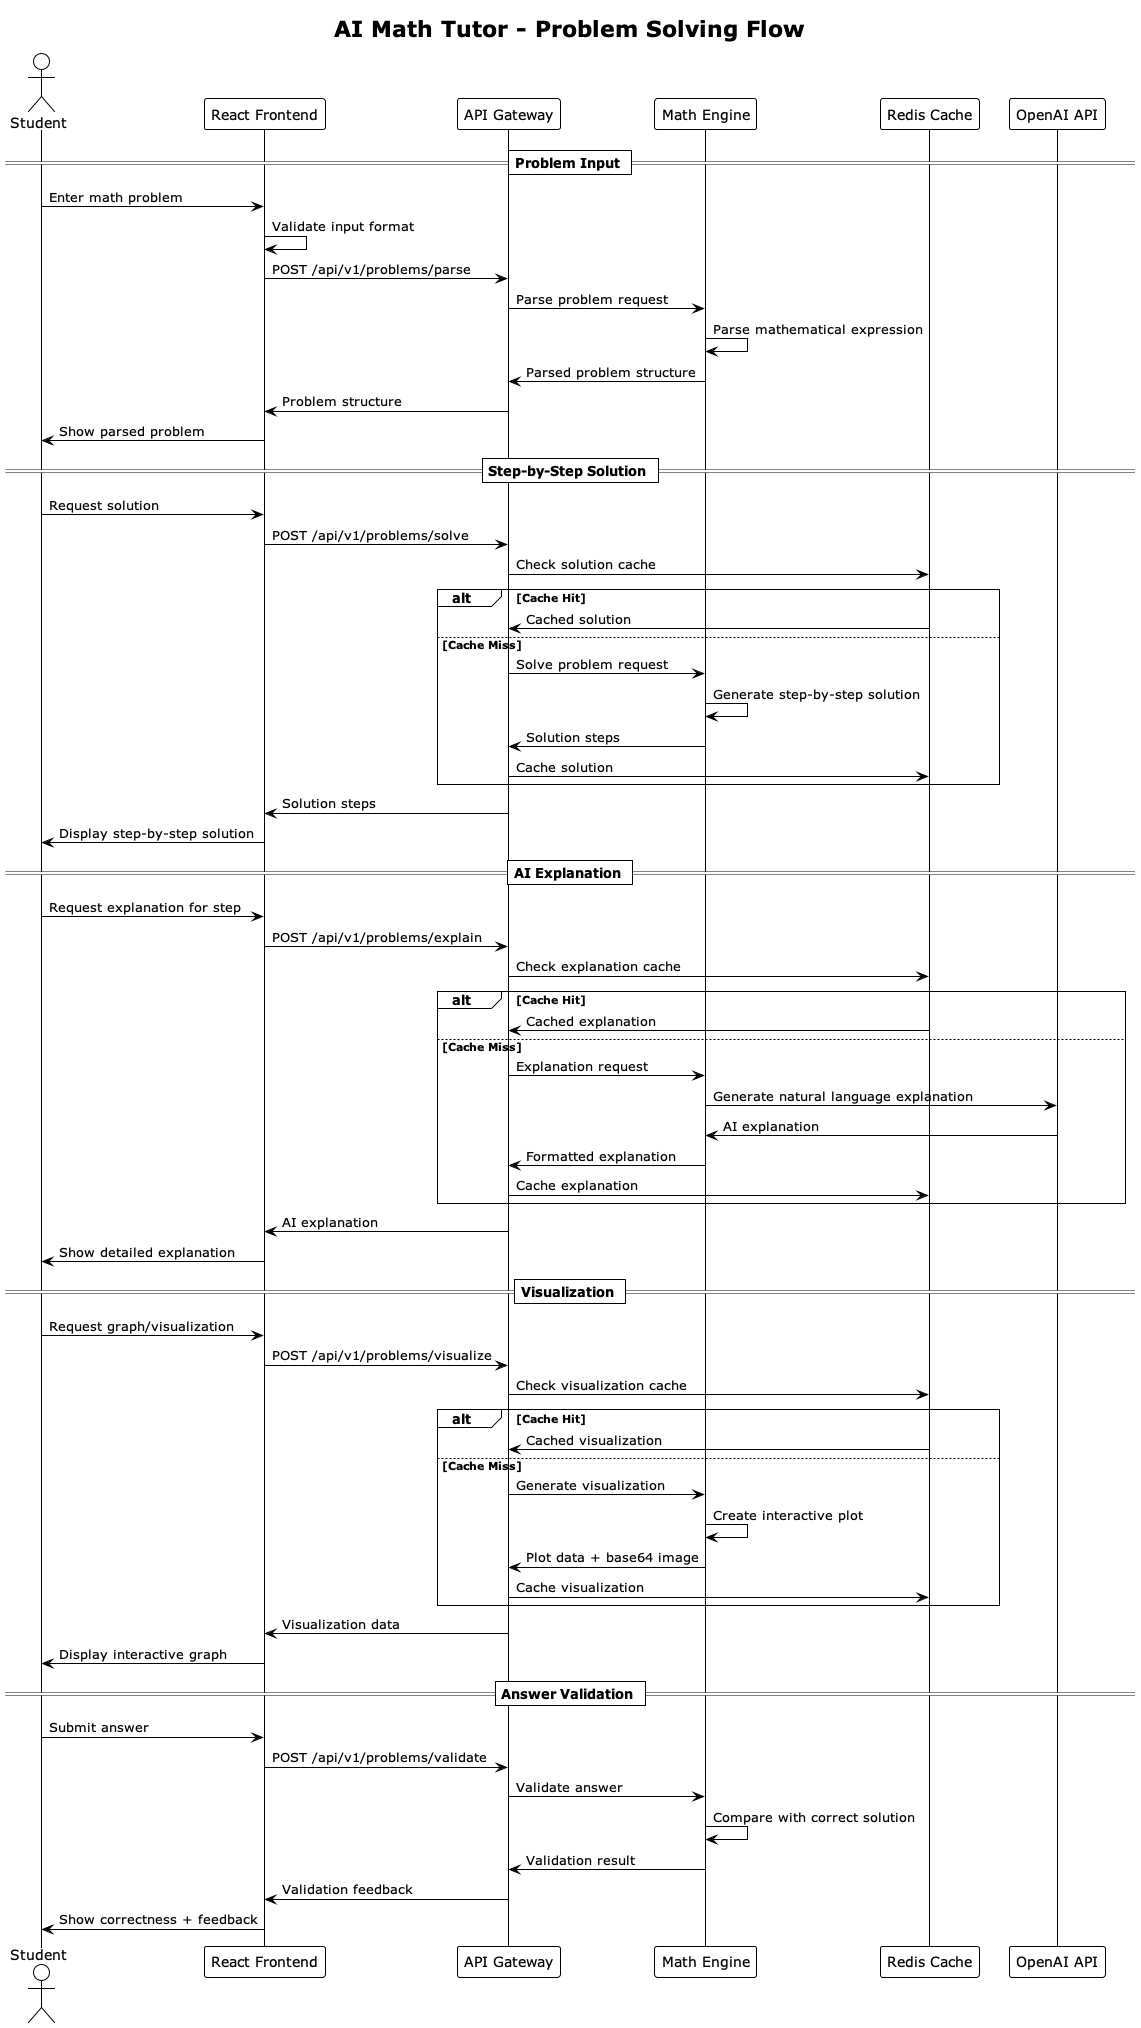 AI Math Tutor - Problem Solving Flow
Student
React Frontend
API Gateway
Math Engine
Redis Cache
OpenAI API
Problem Input
Enter math problem
Validate input format
POST /api/v1/problems/parse
Parse problem request
Parse mathematical expression
Parsed problem structure
Problem structure
Show parsed problem
Step-by-Step Solution
Request solution
POST /api/v1/problems/solve
Check solution cache
alt
[Cache Hit]
Cached solution
[Cache Miss]
Solve problem request
Generate step-by-step solution
Solution steps
Cache solution
Solution steps
Display step-by-step solution
AI Explanation
Request explanation for step
POST /api/v1/problems/explain
Check explanation cache
alt
[Cache Hit]
Cached explanation
[Cache Miss]
Explanation request
Generate natural language explanation
AI explanation
Formatted explanation
Cache explanation
AI explanation
Show detailed explanation
Visualization
Request graph/visualization
POST /api/v1/problems/visualize
Check visualization cache
alt
[Cache Hit]
Cached visualization
[Cache Miss]
Generate visualization
Create interactive plot
Plot data + base64 image
Cache visualization
Visualization data
Display interactive graph
Answer Validation
Submit answer
POST /api/v1/problems/validate
Validate answer
Compare with correct solution
Validation result
Validation feedback
Show correctness + feedback
Student
React Frontend
API Gateway
Math Engine
Redis Cache
OpenAI API